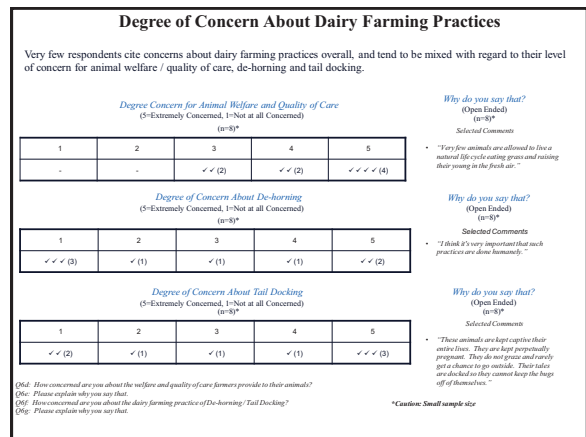 Degree of Concern About Dairy Farming Practices
Very few respondents cite concerns about dairy farming practices overall, and tend to be mixed with regard to their level
of concern for animal welfare / quality of care, de-horning and tail docking.
Degree Concern for Animal Welfare and Quality of Care
(5=Extremely Concerned, 1=Not at all Concerned)
(n=8)*
1 2 3 4 5
- - ✓✓ (2) ✓✓ (2) ✓✓✓✓ (4)
Why do you say that?
(Open Ended)
(n=8)*
Selected Comments
• "Very few animals are allowed to live a
natural life cycle eating grass and raising
their young in the fresh air."
Degree of Concern About De-horning
(5=Extremely Concerned, 1=Not at all Concerned)
(n=8)*
1 2 3 4 5
✓✓✓ (3) ✓ (1) ✓ (1) ✓ (1) ✓✓ (2)
Why do you say that?
(Open Ended)
(n=8)*
Selected Comments
• "I think it's very important that such
practices are done humanely."
Degree of Concern About Tail Docking
(5=Extremely Concerned, 1=Not at all Concerned)
(n=8)*
1 2 3 4 5
✓✓ (2) ✓ (1) ✓ (1) ✓ (1) ✓✓✓ (3)
Why do you say that?
(Open Ended)
(n=8)*
Selected Comments
• "These animals are kept captive their
entire lives. They are kept perpetually
pregnant. They do not graze and rarely
get a chance to go outside. Their tales
are docked so they cannot keep the bugs
off of themselves."
Q6d: How concerned are you about the welfare and quality of care farmers provide to their animals?
Q6e: Please explain why you say that.
Q6f: How concerned are you about the dairy farming practice of De-horning / Tail Docking?
Q6g: Please explain why you say that.
*Caution: Small sample size